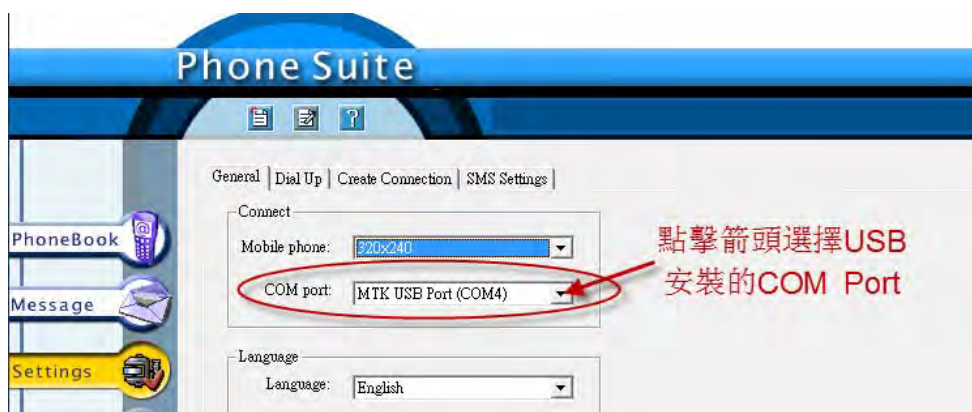 Phone Suite
General | Dial Up | Create Connection | SMS Settings |
Connect
PhoneBook
Mobile phone: 320x240
點擊箭頭選擇USB
安裝的COM Port
COM port: MTK USB Port (COM4)
Message
Language
Settings
Language: English